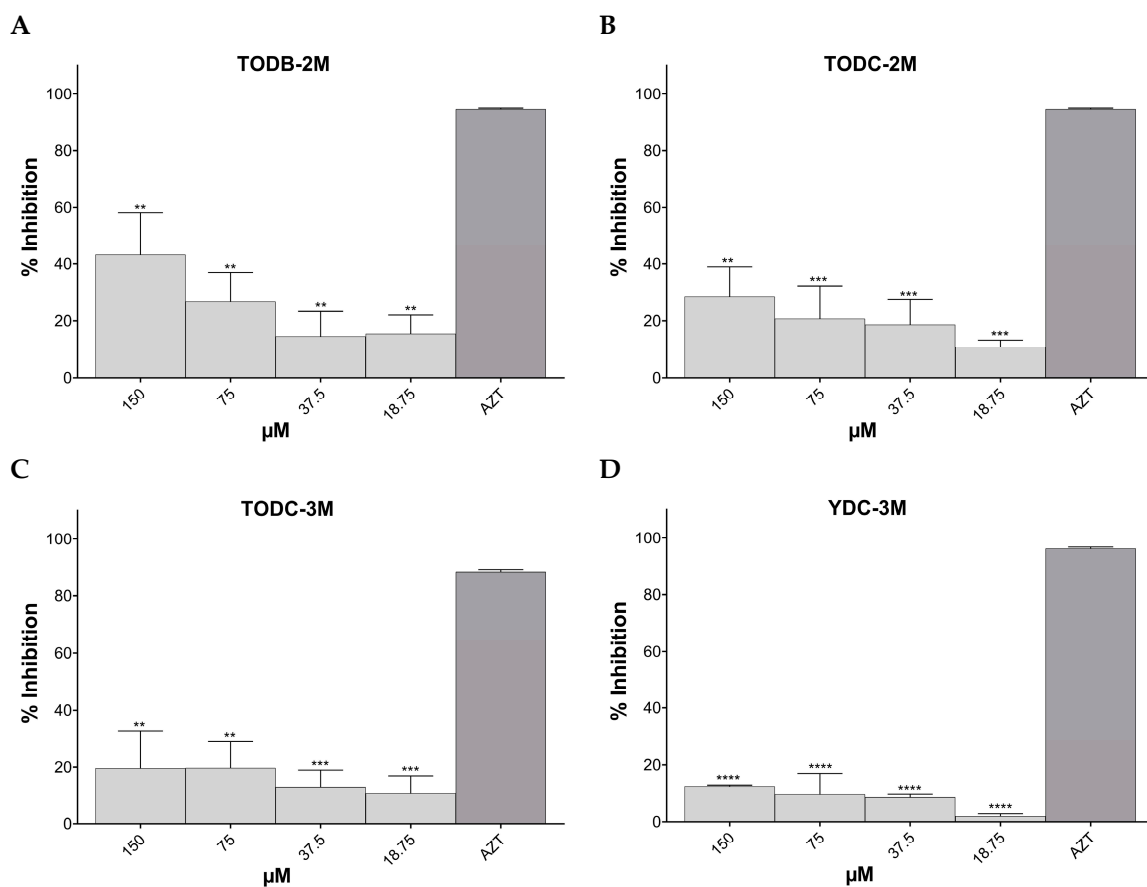 A
TODB-2M
% Inhibition
100
80
60
40
20
0
**
**
**
**
150
75
37.5
18.75
AZT
µM
B
TODC-2M
% Inhibition
100
80
60
40
20
0
**
***
***
***
150
75
37.5
18.75
AZT
µM
C
TODC-3M
% Inhibition
100
80
60
40
20
0
**
**
***
***
150
75
37.5
18.75
AZT
µM
D
YDC-3M
% Inhibition
100
80
60
40
20
0
****
****
****
****
150
75
37.5
18.75
AZT
µM